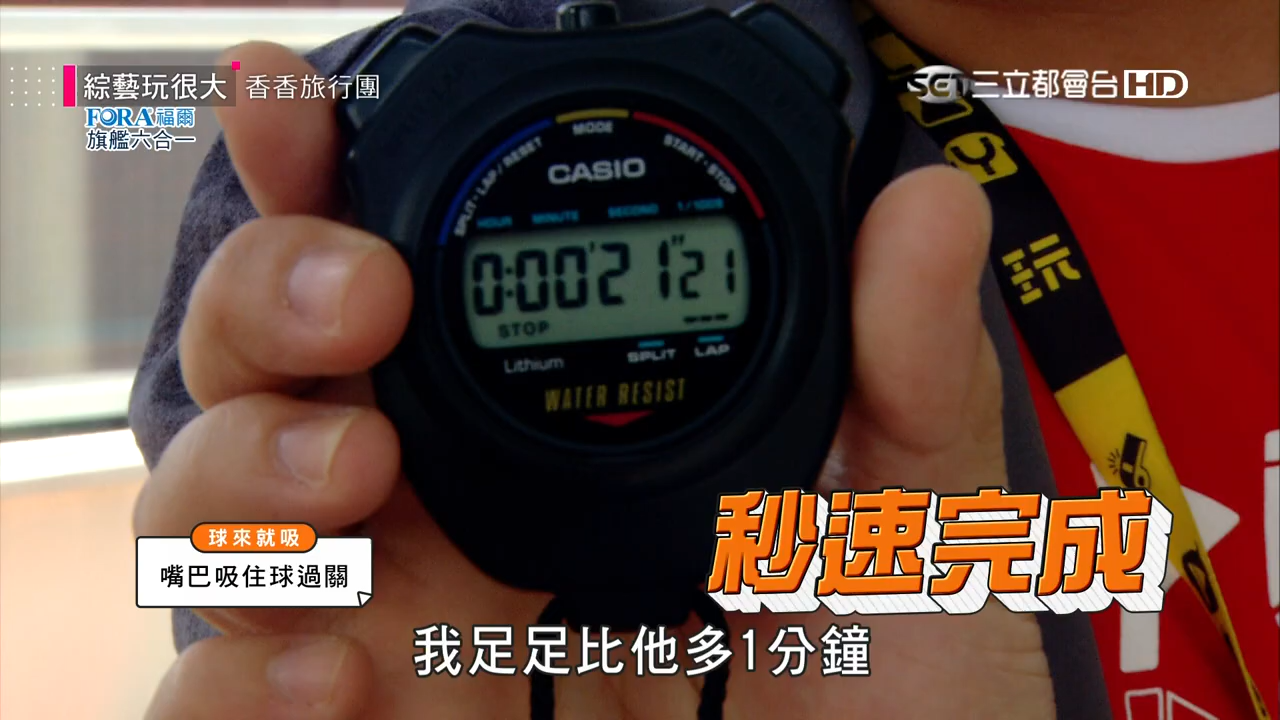 綜藝玩很大 香香旅行團
FORA福爾
旗艦六合一
SET三立都會台HD
MODE
SPLIT·LAP/RESET
START·STOP
CASIO
HOUR MINUTE SECOND 1/100S
0:00'21"21
STOP
Lithium
SPLIT LAP
WATER RESIST
Y
玩
秒速完成
球來就吸
嘴巴吸住球過關
我足足比他多1分鐘